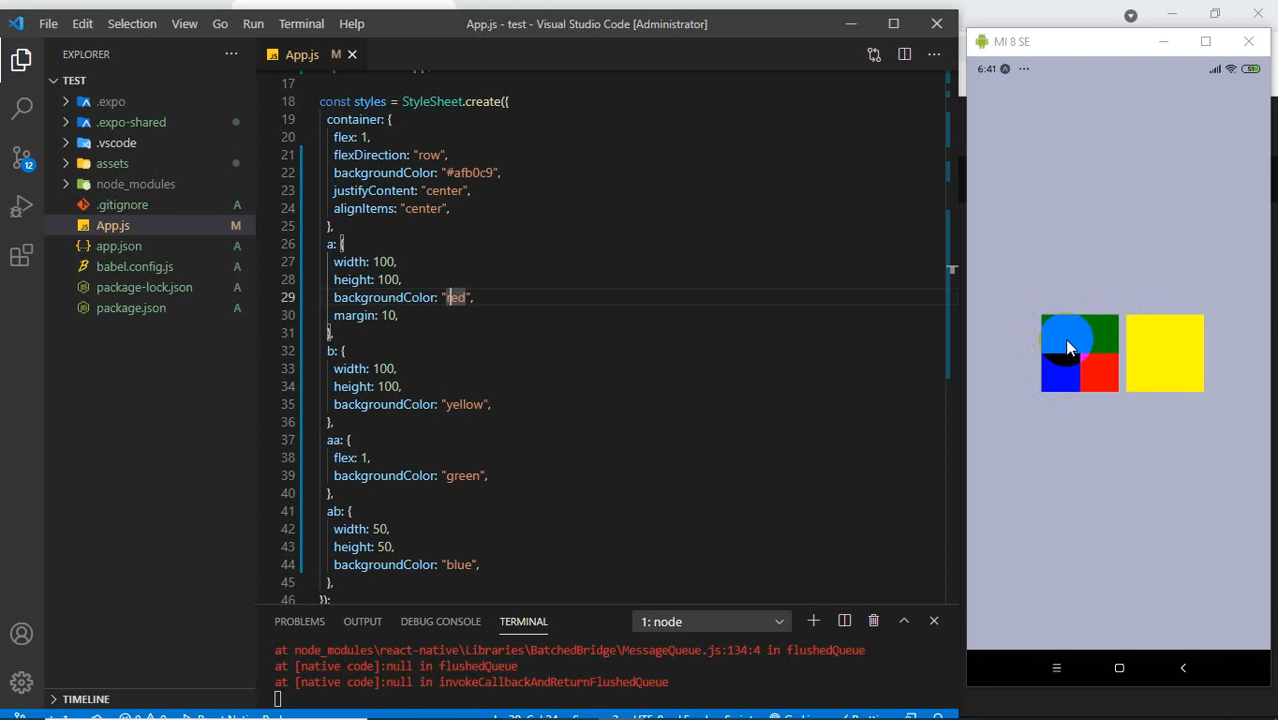 File Edit Selection View Go Run Terminal Help App.js - test - Visual Studio Code [Administrator]
EXPLORER
TEST
.expo
.expo-shared
.vscode
assets
node_modules
.gitignore A
App.js M
app.json A
babel.config.js A
package-lock.json A
package.json A
TIMELINE
12
App.js M
17
18 const styles = StyleSheet.create({
19 container: {
20 flex: 1,
21 flexDirection: "row",
22 backgroundColor: "#afb0c9",
23 justifyContent: "center",
24 alignItems: "center",
25 },
26 a: {
27 width: 100,
28 height: 100,
29 backgroundColor: "red",
30 margin: 10,
31 },
32 b: {
33 width: 100,
34 height: 100,
35 backgroundColor: "yellow",
36 },
37 aa: {
38 flex: 1,
39 backgroundColor: "green",
40 },
41 ab: {
42 width: 50,
43 height: 50,
44 backgroundColor: "blue",
45 },
46 });
PROBLEMS OUTPUT DEBUG CONSOLE TERMINAL 1: node
at node_modules\react-native\Libraries\BatchedBridge\MessageQueue.js:134:4 in flushedQueue
at [native code]:null in flushedQueue
at [native code]:null in invokeCallbackAndReturnFlushedQueue
MI 8 SE
6:41